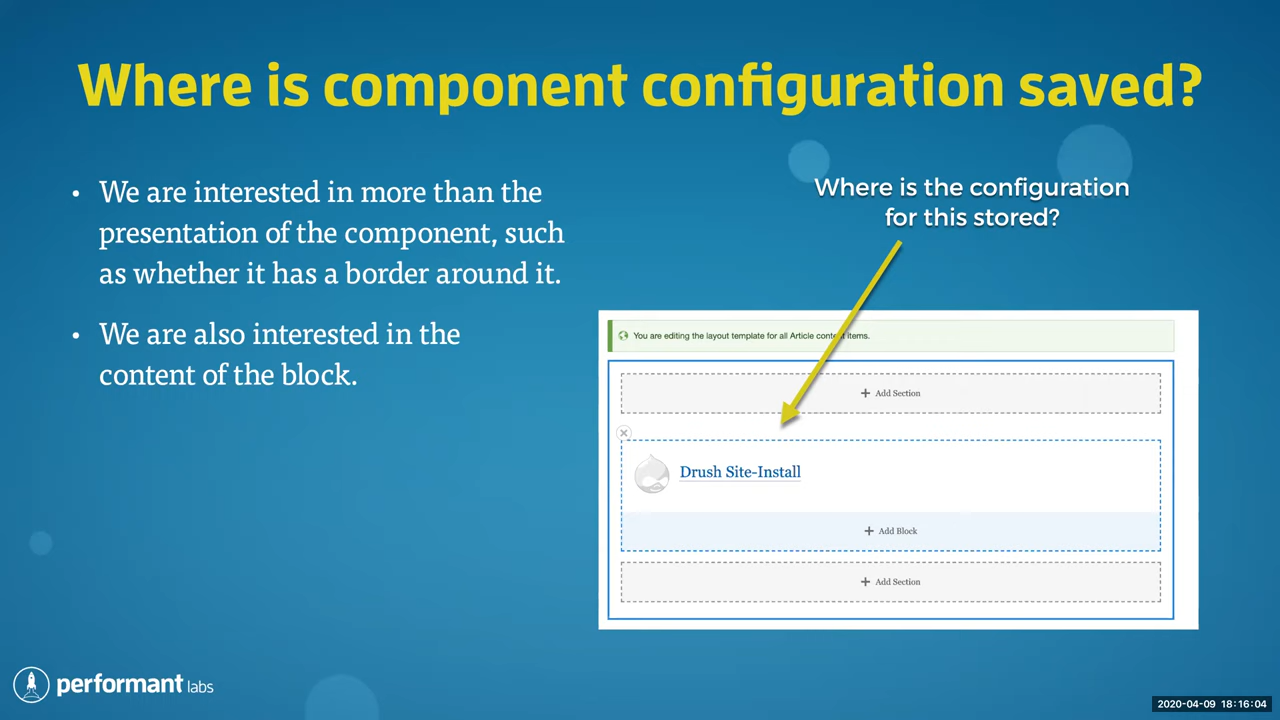 Where is component configuration saved?
• We are interested in more than the
presentation of the component, such
as whether it has a border around it.
• We are also interested in the
content of the block.
Where is the configuration
for this stored?
You are editing the layout template for all Article content items.
+ Add Section
Drush Site-Install
+ Add Block
+ Add Section
performant labs
2020-04-09 18:16:04